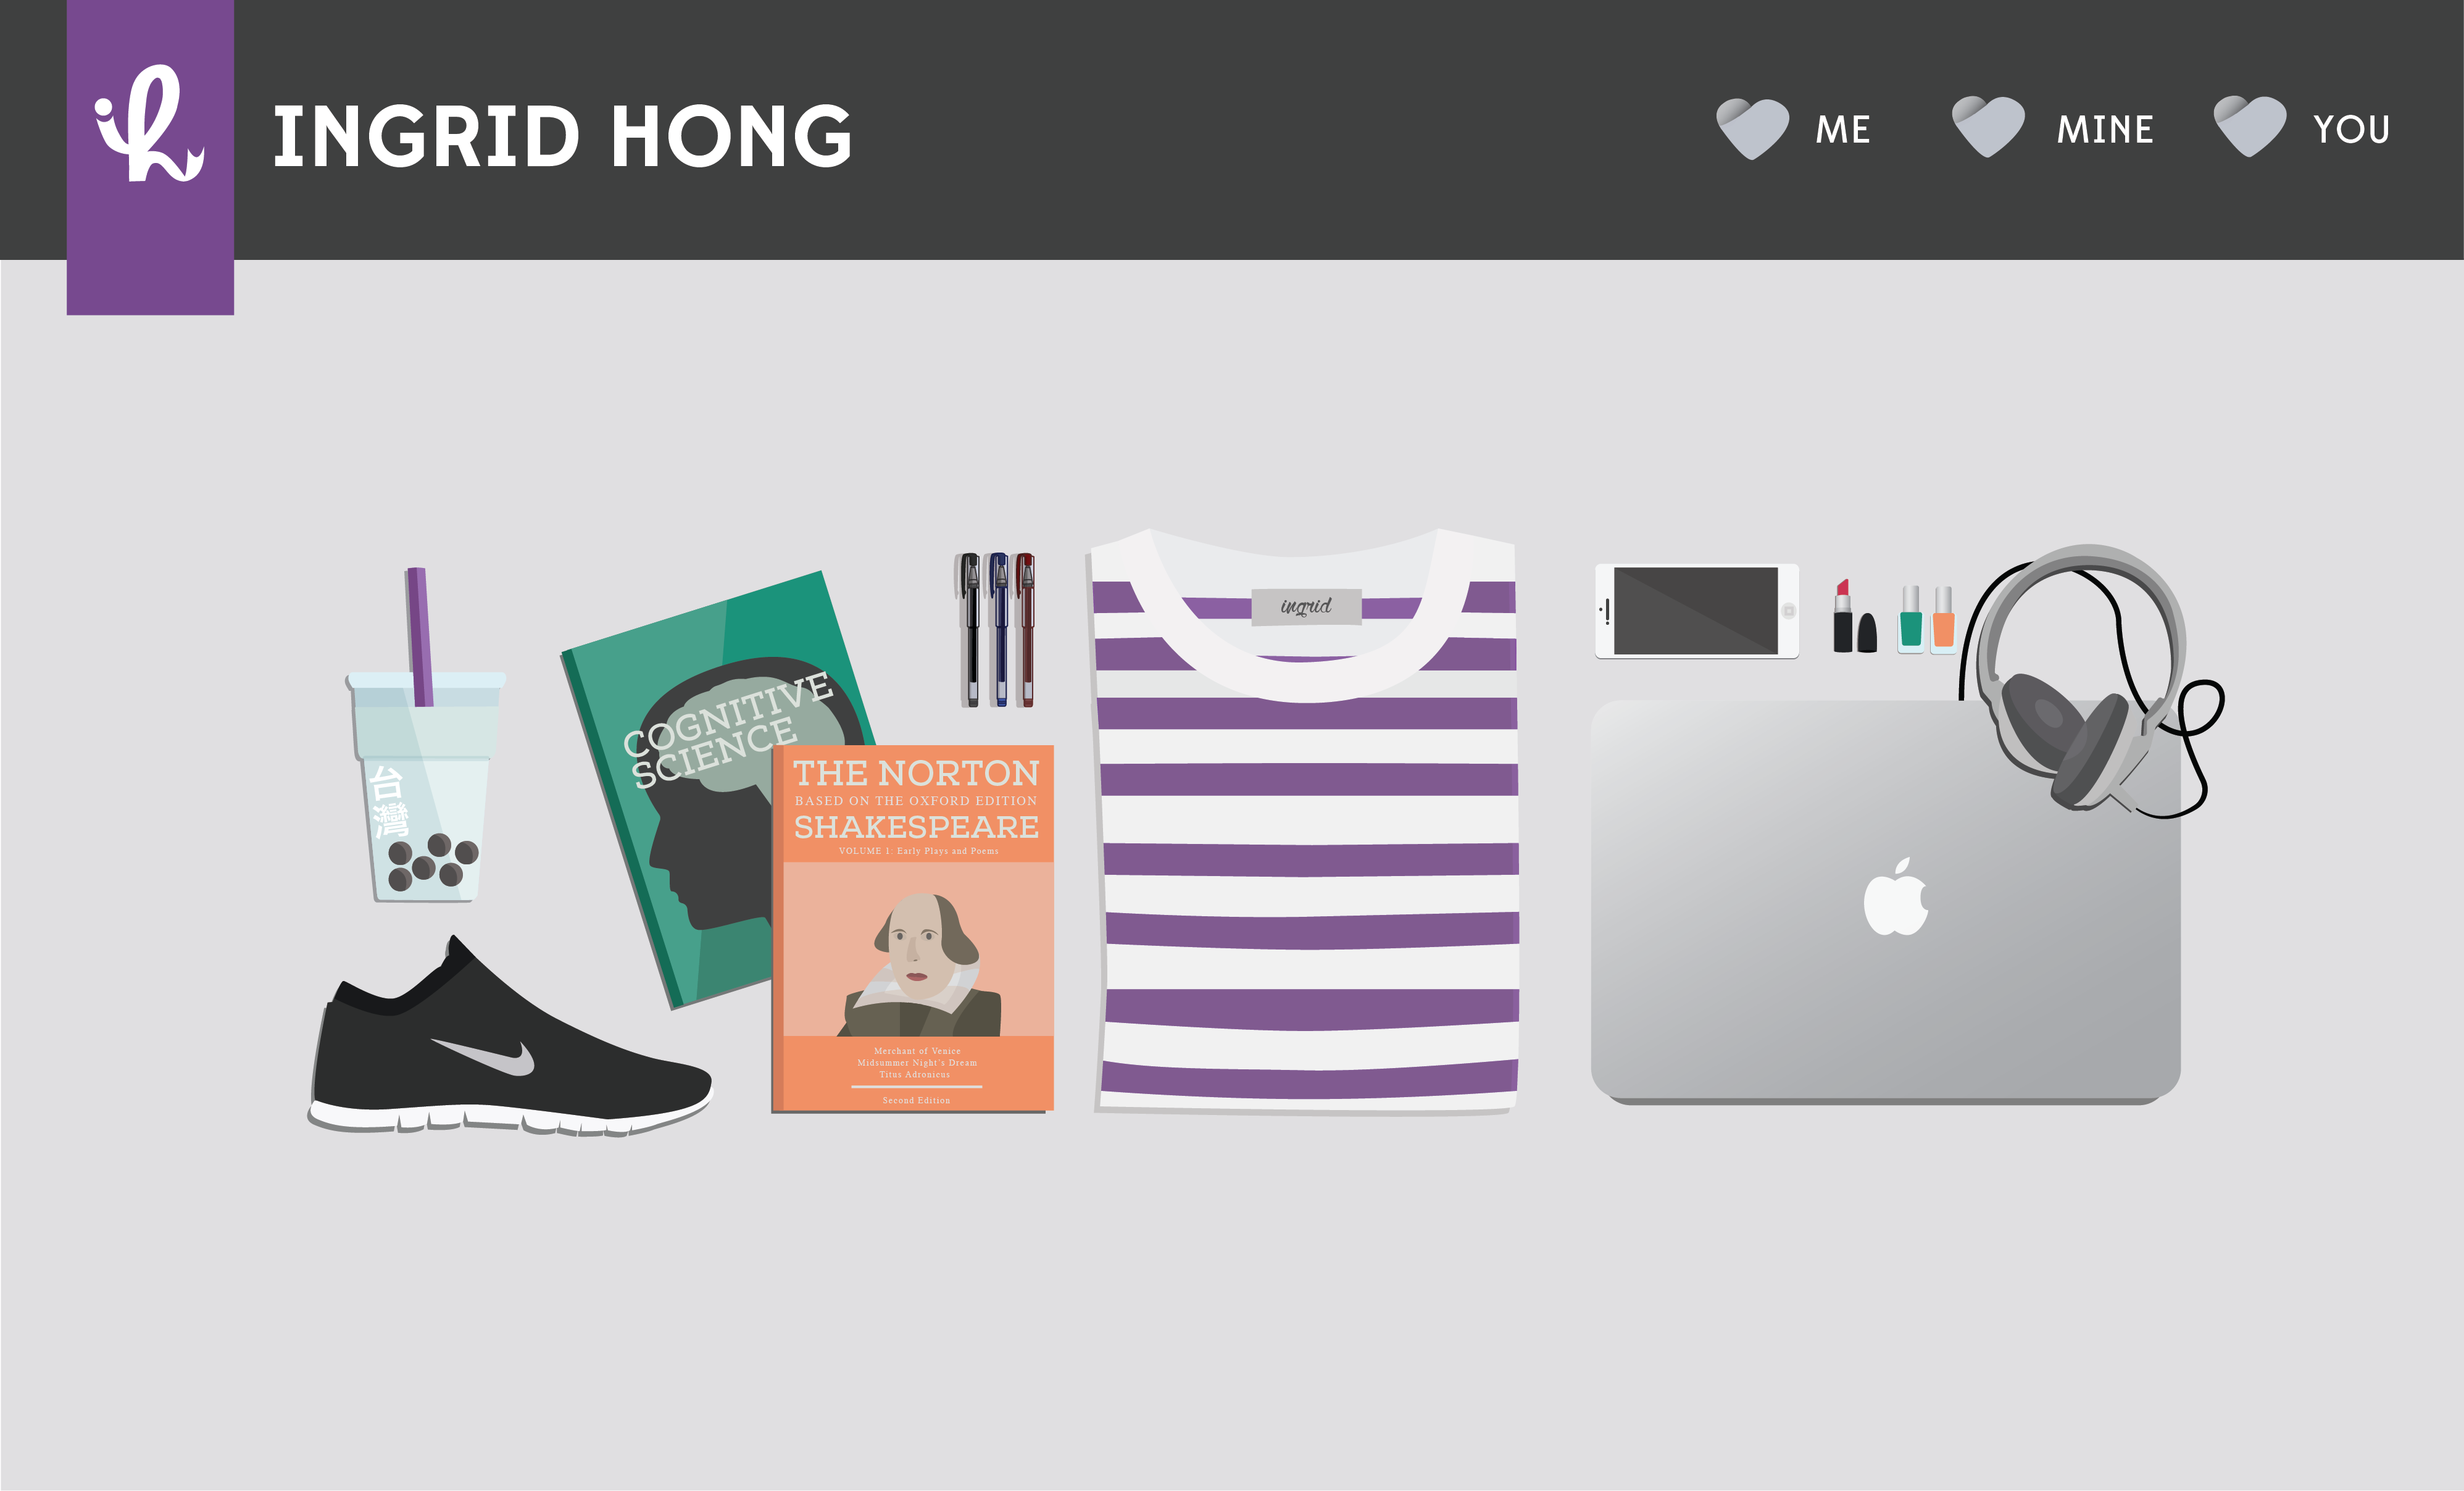 ih
INGRID HONG
ME
MINE
YOU
台
灣
COGNITIVE
SCIENCE
THE NORTON
BASED ON THE OXFORD EDITION
SHAKESPEARE
VOLUME 1: Early Plays and Poems
Merchant of Venice
Midsummer Night's Dream
Titus Adronicus
Second Edition
ingrid